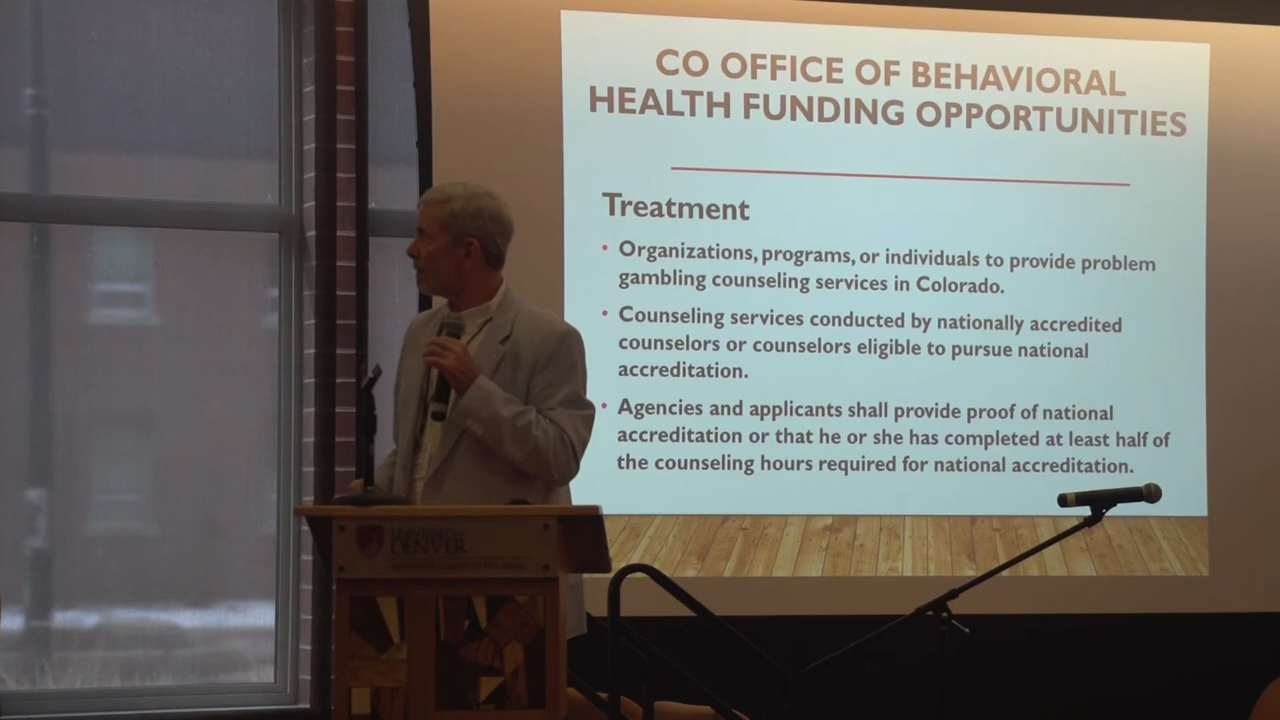 CO OFFICE OF BEHAVIORAL
HEALTH FUNDING OPPORTUNITIES
Treatment
• Organizations, programs, or individuals to provide problem
gambling counseling services in Colorado.
• Counseling services conducted by nationally accredited
counselors or counselors eligible to pursue national
accreditation.
• Agencies and applicants shall provide proof of national
accreditation or that he or she has completed at least half of
the counseling hours required for national accreditation.
UNIVERSITY OF
DENVER